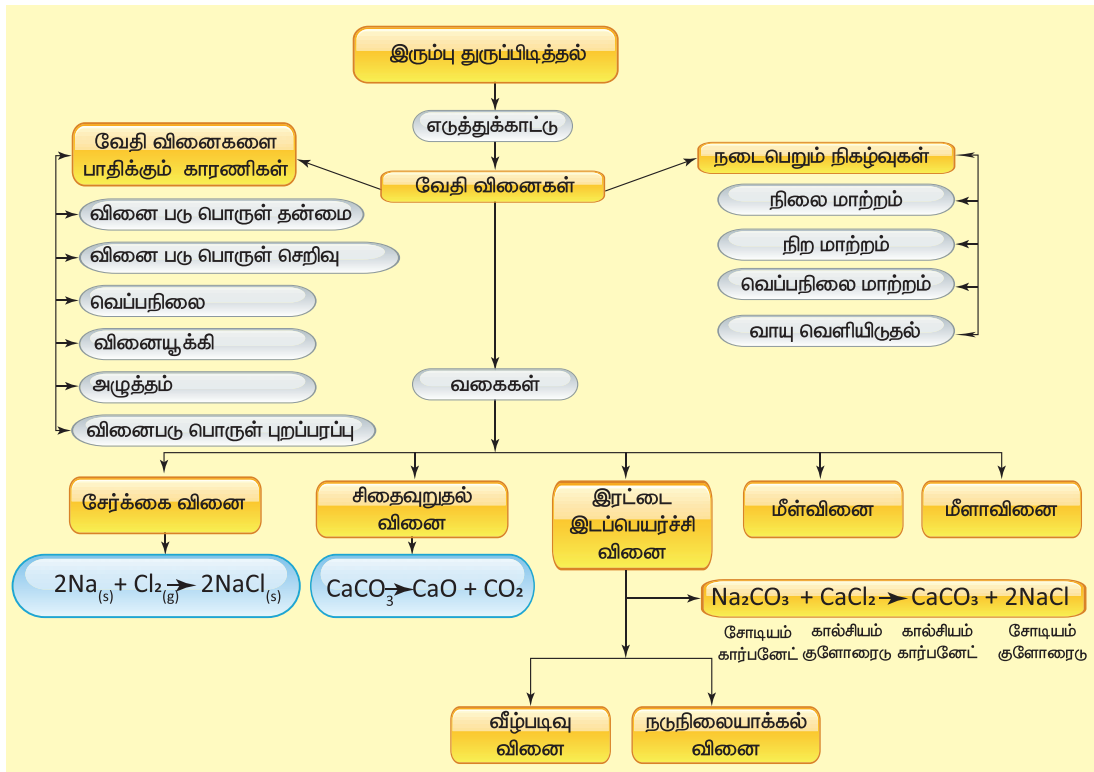 இரும்பு துருப்பிடித்தல்
எடுத்துக்காட்டு
வேதி வினைகள்
வேதி வினைகளை
பாதிக்கும் காரணிகள்
வினை படு பொருள் தன்மை
வினை படு பொருள் செறிவு
வெப்பநிலை
வினையூக்கி
அழுத்தம்
வினைபடு பொருள் புறப்பரப்பு
நடைபெறும் நிகழ்வுகள்
நிலை மாற்றம்
நிற மாற்றம்
வெப்பநிலை மாற்றம்
வாயு வெளியிடுதல்
வகைகள்
சேர்க்கை வினை
2Na(s) + Cl₂(g) → 2NaCl(s)
சிதைவுறுதல்
வினை
CaCO₃ → CaO + CO₂
இரட்டை
இடப்பெயர்ச்சி
வினை
மீள்வினை
மீளாவினை
Na₂CO₃ + CaCl₂ → CaCO₃ + 2NaCl
சோடியம் கால்சியம் கால்சியம் சோடியம்
கார்பனேட் குளோரைடு கார்பனேட் குளோரைடு
வீழ்படிவு
வினை
நடுநிலையாக்கல்
வினை